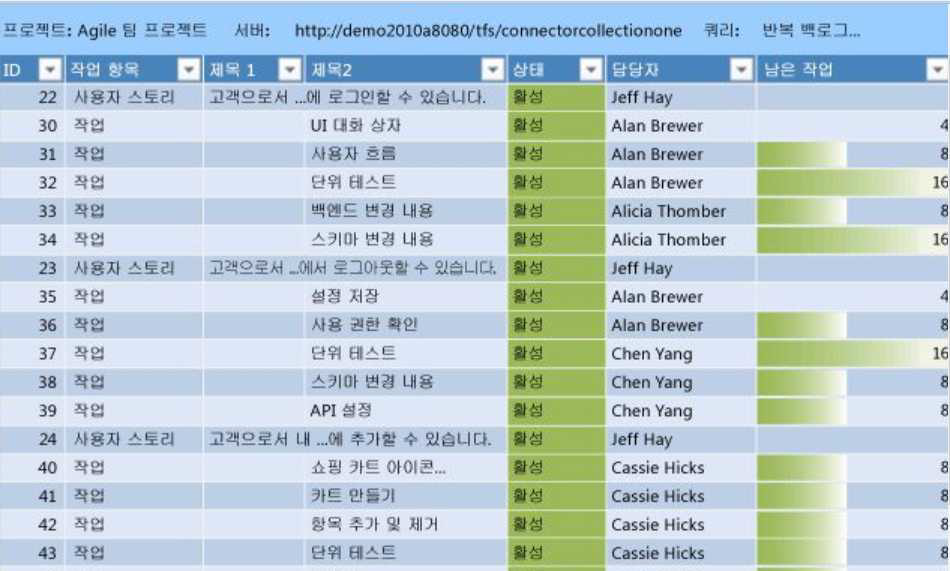 프로젝트: Agile 팀 프로젝트 서버: http://demo2010a8080/tfs/connectorcollectionone 쿼리: 반복 백로그...
ID 작업 항목 제목 1 제목2 상태 담당자 남은 작업
22 사용자 스토리 고객으로서 ...에 로그인할 수 있습니다. 활성 Jeff Hay
30 작업 UI 대화 상자 활성 Alan Brewer 4
31 작업 사용자 흐름 활성 Alan Brewer 8
32 작업 단위 테스트 활성 Alan Brewer 16
33 작업 백엔드 변경 내용 활성 Alicia Thomber 8
34 작업 스키마 변경 내용 활성 Alicia Thomber 16
23 사용자 스토리 고객으로서 ...에서 로그아웃할 수 있습니다. 활성 Jeff Hay
35 작업 설정 저장 활성 Alan Brewer 4
36 작업 사용 권한 확인 활성 Alan Brewer 8
37 작업 단위 테스트 활성 Chen Yang 16
38 작업 스키마 변경 내용 활성 Chen Yang 8
39 작업 API 설정 활성 Chen Yang 8
24 사용자 스토리 고객으로서 내 ...에 추가할 수 있습니다. 활성 Jeff Hay
40 작업 쇼핑 카트 아이콘... 활성 Cassie Hicks 8
41 작업 카트 만들기 활성 Cassie Hicks 8
42 작업 항목 추가 및 제거 활성 Cassie Hicks 8
43 작업 단위 테스트 활성 Cassie Hicks 8